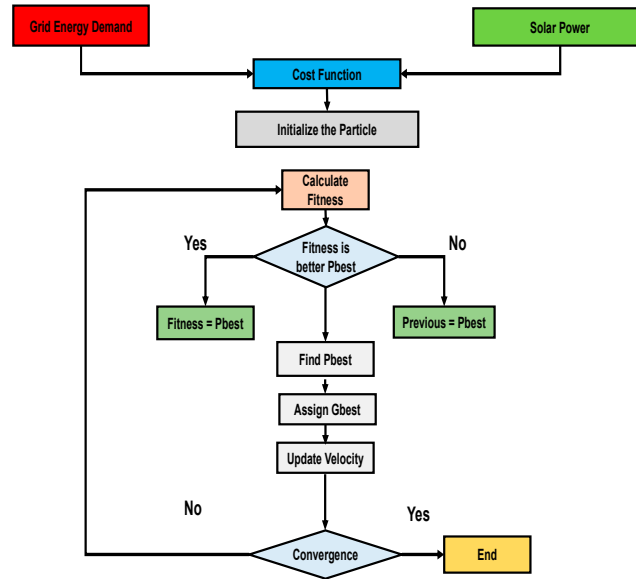 Grid Energy Demand
Solar Power
Cost Function
Initialize the Particle
Calculate
Fitness
Yes
No
Fitness is
better Pbest
Fitness = Pbest
Previous = Pbest
Find Pbest
Assign Gbest
Update Velocity
No
Yes
Convergence
End